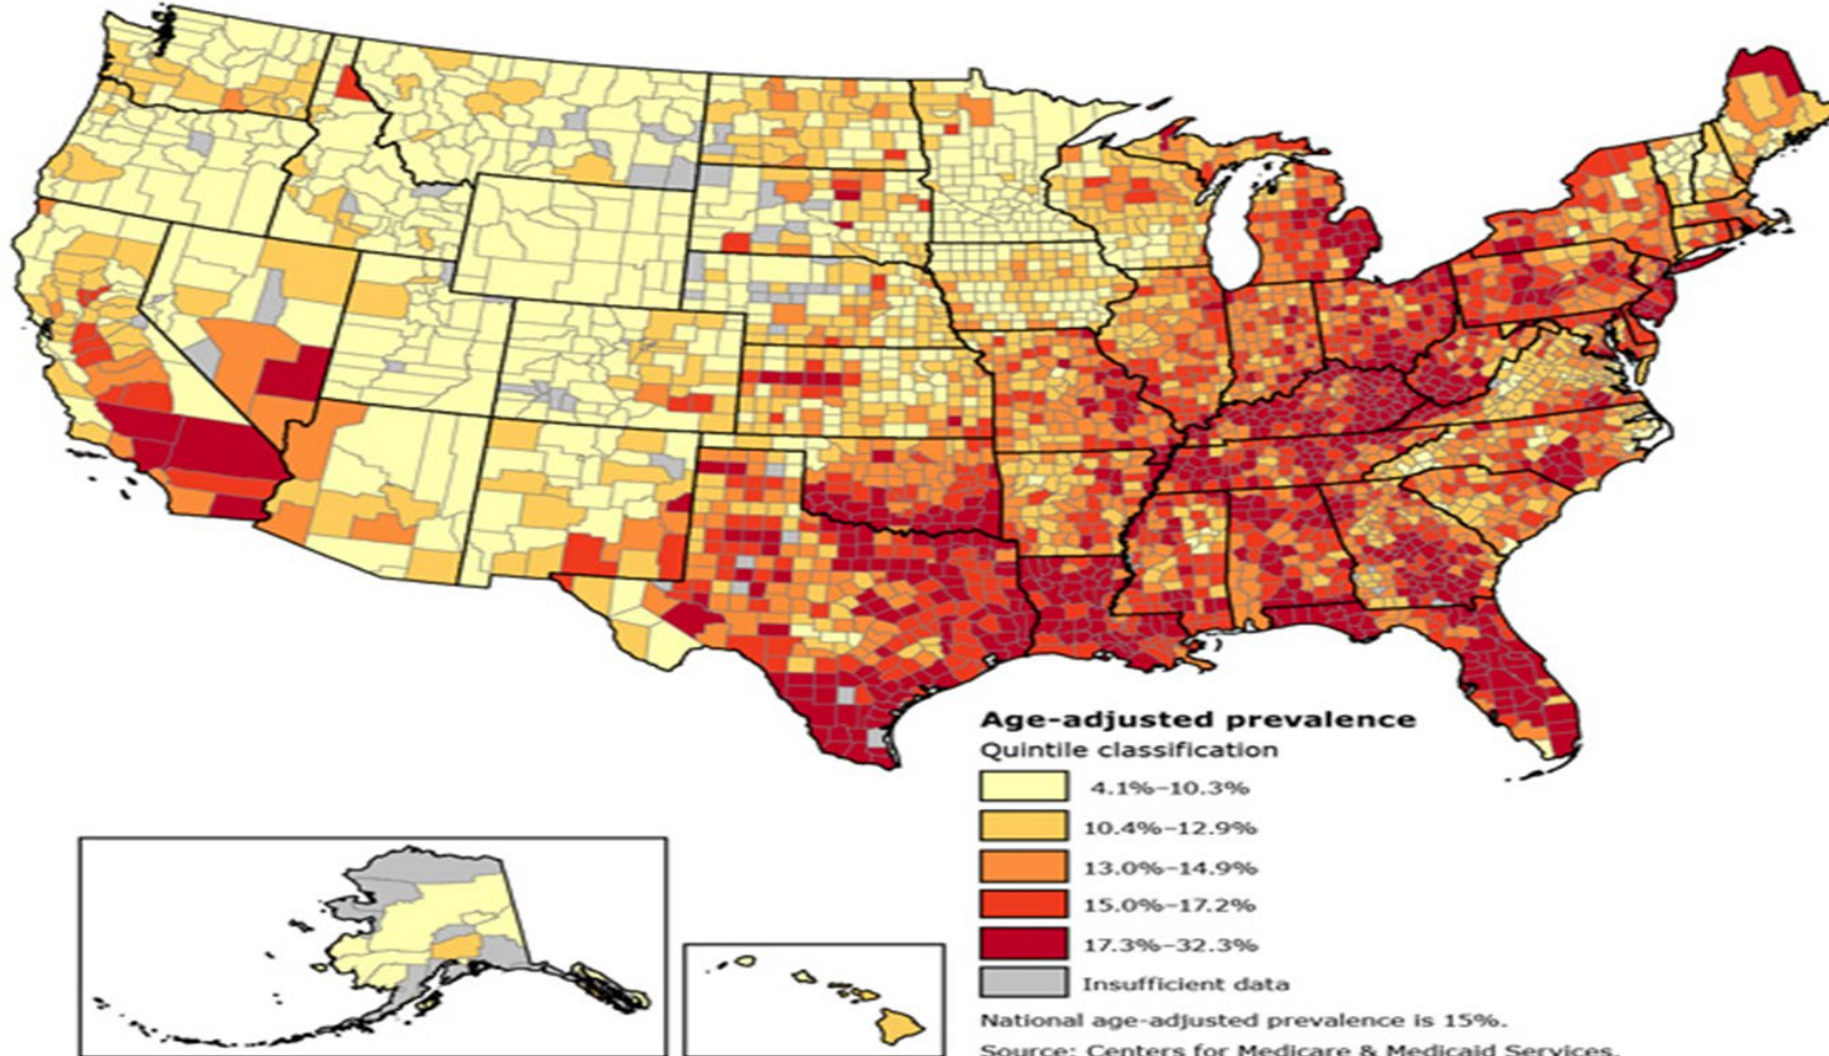 Age-adjusted prevalence
Quintile classification
4.1%–10.3%
10.4%–12.9%
13.0%–14.9%
15.0%–17.2%
17.3%–32.3%
Insufficient data
National age-adjusted prevalence is 15%.
Source: Centers for Medicare & Medicaid Services.